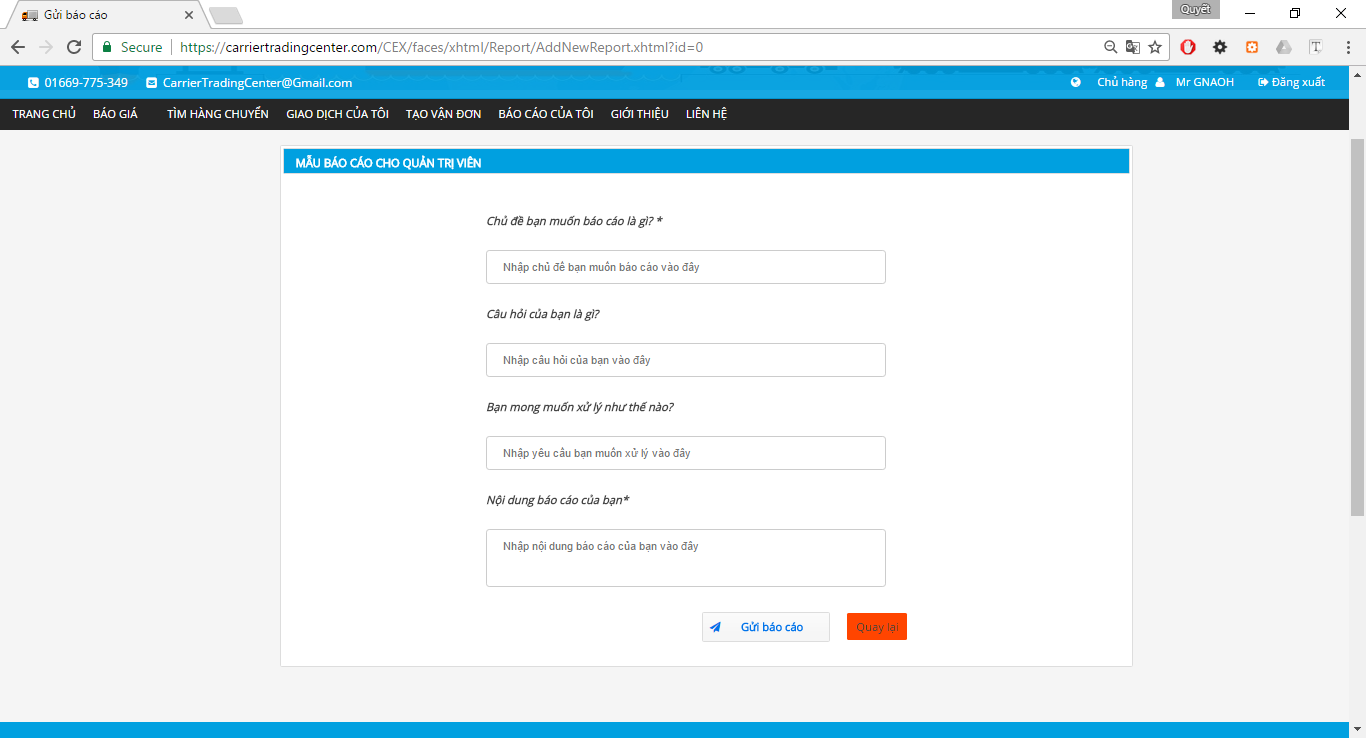 Gửi báo cáo
Quyết
Secure https://carriertradingcenter.com/CEX/faces/xhtml/Report/AddNewReport.xhtml?id=0
01669-775-349 CarrierTradingCenter@Gmail.com Chủ hàng Mr GNAOH Đăng xuất
TRANG CHỦ BÁO GIÁ TÌM HÀNG CHUYẾN GIAO DỊCH CỦA TÔI TẠO VẬN ĐƠN BÁO CÁO CỦA TÔI GIỚI THIỆU LIÊN HỆ
MẪU BÁO CÁO CHO QUẢN TRỊ VIÊN
Chủ đề bạn muốn báo cáo là gì? *
Nhập chủ đề bạn muốn báo cáo vào đây
Câu hỏi của bạn là gì?
Nhập câu hỏi của bạn vào đây
Bạn mong muốn xử lý như thế nào?
Nhập yêu cầu bạn muốn xử lý vào đây
Nội dung báo cáo của bạn*
Nhập nội dung báo cáo của bạn vào đây
Gửi báo cáo Quay lại